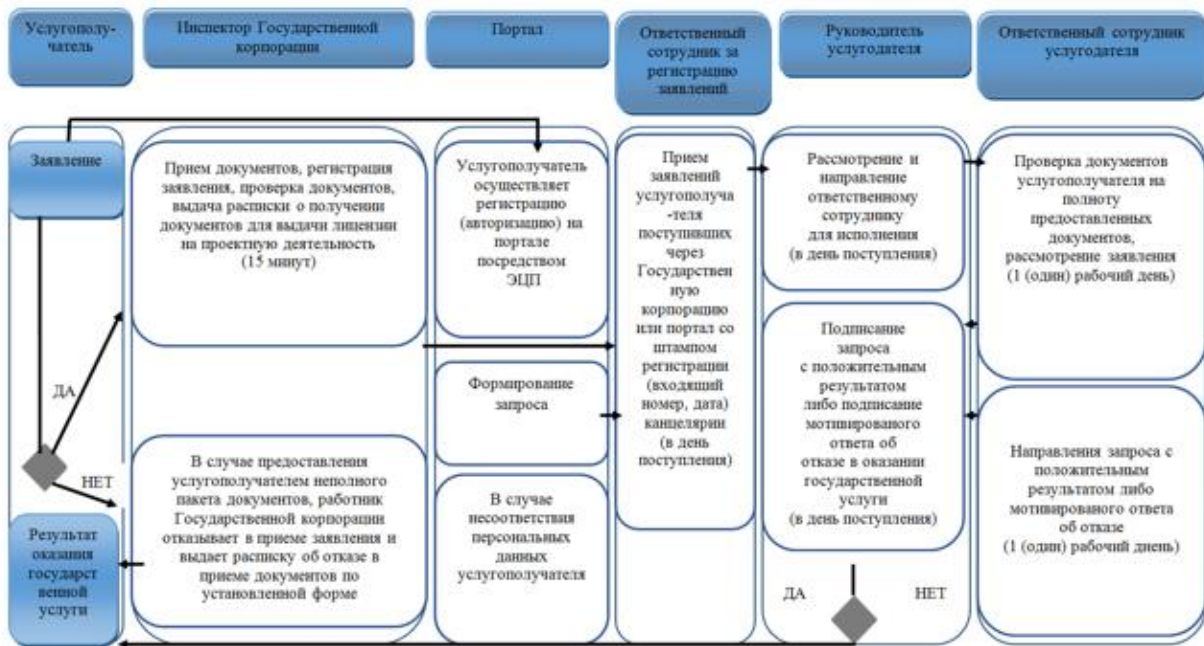 Услугополу-
чатель
Инспектор Государственной
корпорации
Портал
Ответственный
сотрудник за
регистрацию
заявлений
Руководитель
услугодателя
Ответственный сотрудник
услугодателя
Заявление
ДА
НЕТ
Результат
оказания
государст
венной
услуги
Прием документов, регистрация
заявления, проверка документов,
выдача расписки о получении
документов для выдачи лицензии
на проектную деятельность
(15 минут)
В случае предоставления
услугополучателем неполного
пакета документов, работник
Государственной корпорации
отказывает в приеме заявления и
выдает расписку об отказе в
приеме документов по
установленной форме
Услугополучатель
осуществляет
регистрацию
(авторизацию) на
портале
посредством
ЭЦП
Формирование
запроса
В случае
несоответствия
персональных
данных
услугополучателя
Прием
заявлений
услугополуча
-теля
поступивших
через
Государствен
ную
корпорацию
или портал со
штампом
регистрации
(входящий
номер, дата)
канцелярии
(в день
поступления)
Рассмотрение и
направление
ответственному
сотруднику
для исполнения
(в день поступления)
Подписание
запроса
с положительным
результатом
либо подписание
мотивированого
ответа об
отказе в оказании
государственной
услуги
(в день поступления)
ДА
НЕТ
Проверка документов
услугополучателя на
полноту
предоставленных
документов,
рассмотрение заявления
(1 (один) рабочий день)
Направления запроса с
положительным
результатом либо
мотивированого ответа
об отказе
(1 (один) рабочий днень)